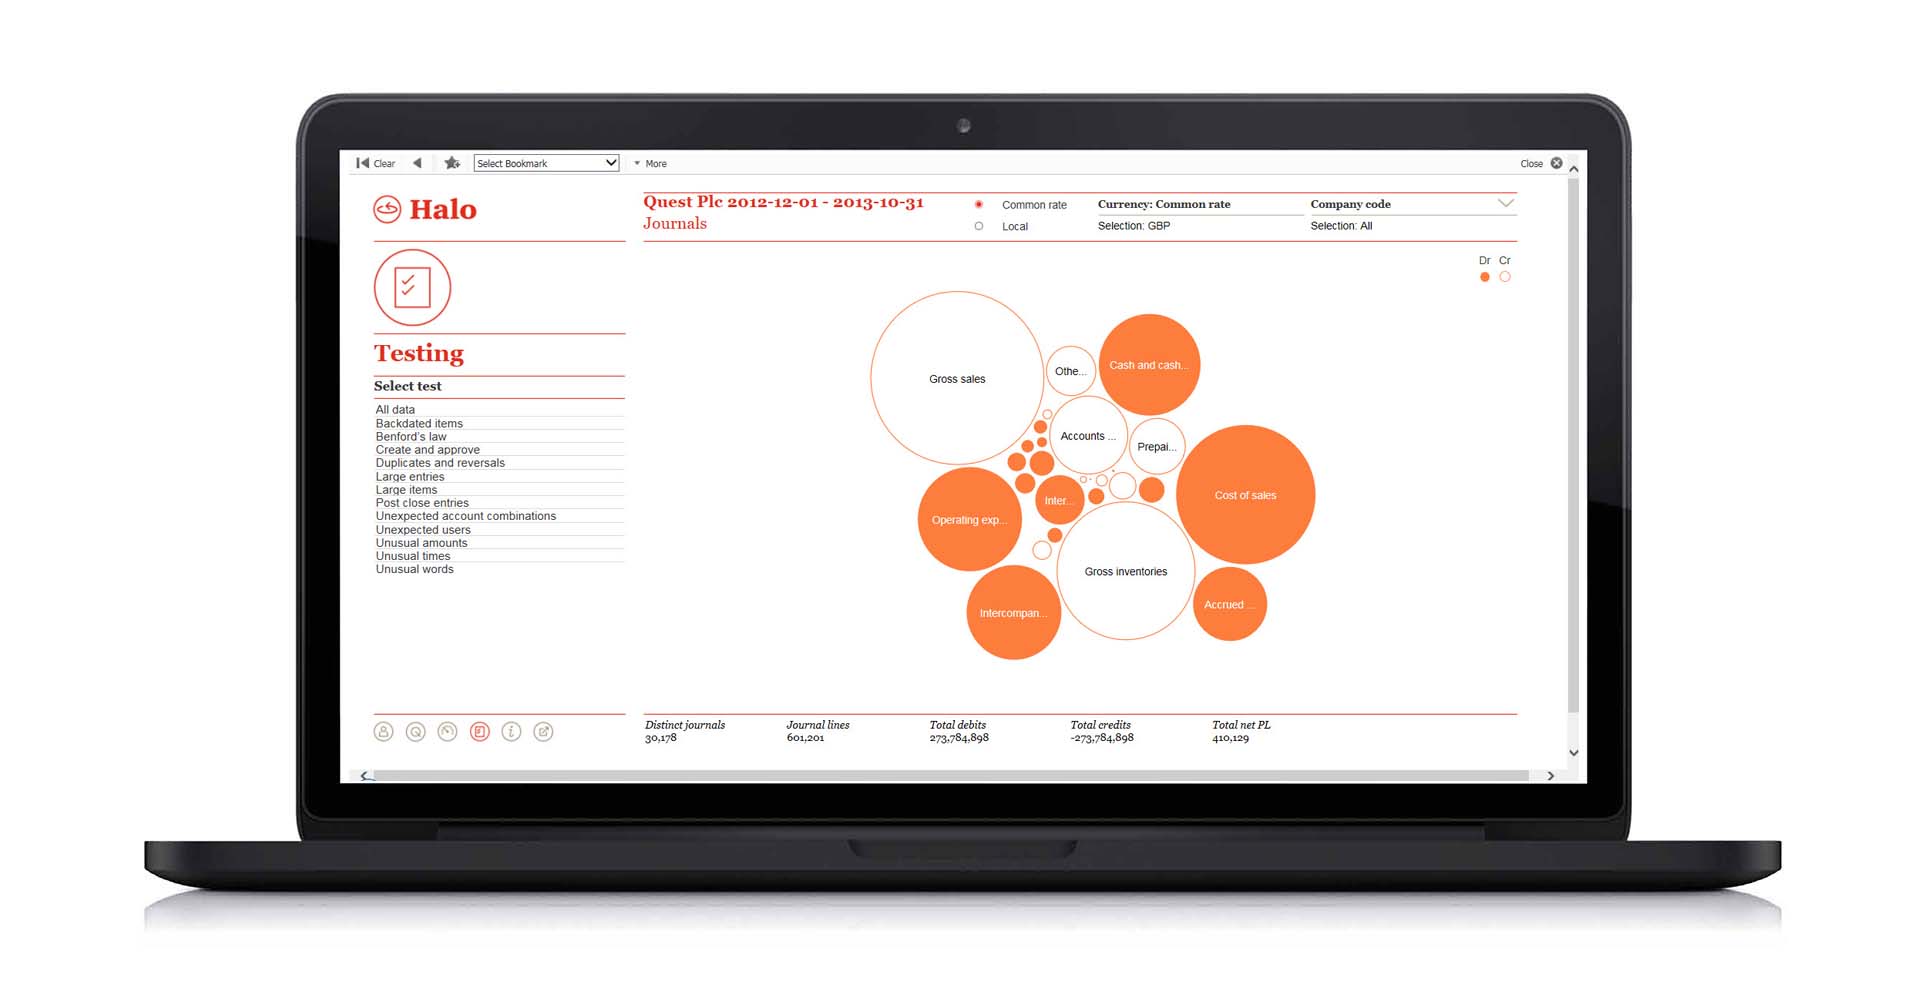 Clear
Select Bookmark
More
Close
Halo
Quest Plc 2012-12-01 - 2013-10-31
Journals
Common rate
Local
Currency: Common rate
Selection: GBP
Company code
Selection: All
Dr Cr
Testing
Select test
All data
Backdated items
Benford's law
Create and approve
Duplicates and reversals
Large entries
Large items
Post close entries
Unexpected account combinations
Unexpected users
Unusual amounts
Unusual times
Unusual words
Gross sales
Othe...
Cash and cash...
Accounts ...
Prepai...
Cost of sales
Inter...
Operating exp...
Gross inventories
Intercompan...
Accrued ...
Distinct journals
30,178
Journal lines
601,201
Total debits
273,784,898
Total credits
-273,784,898
Total net PL
410,129